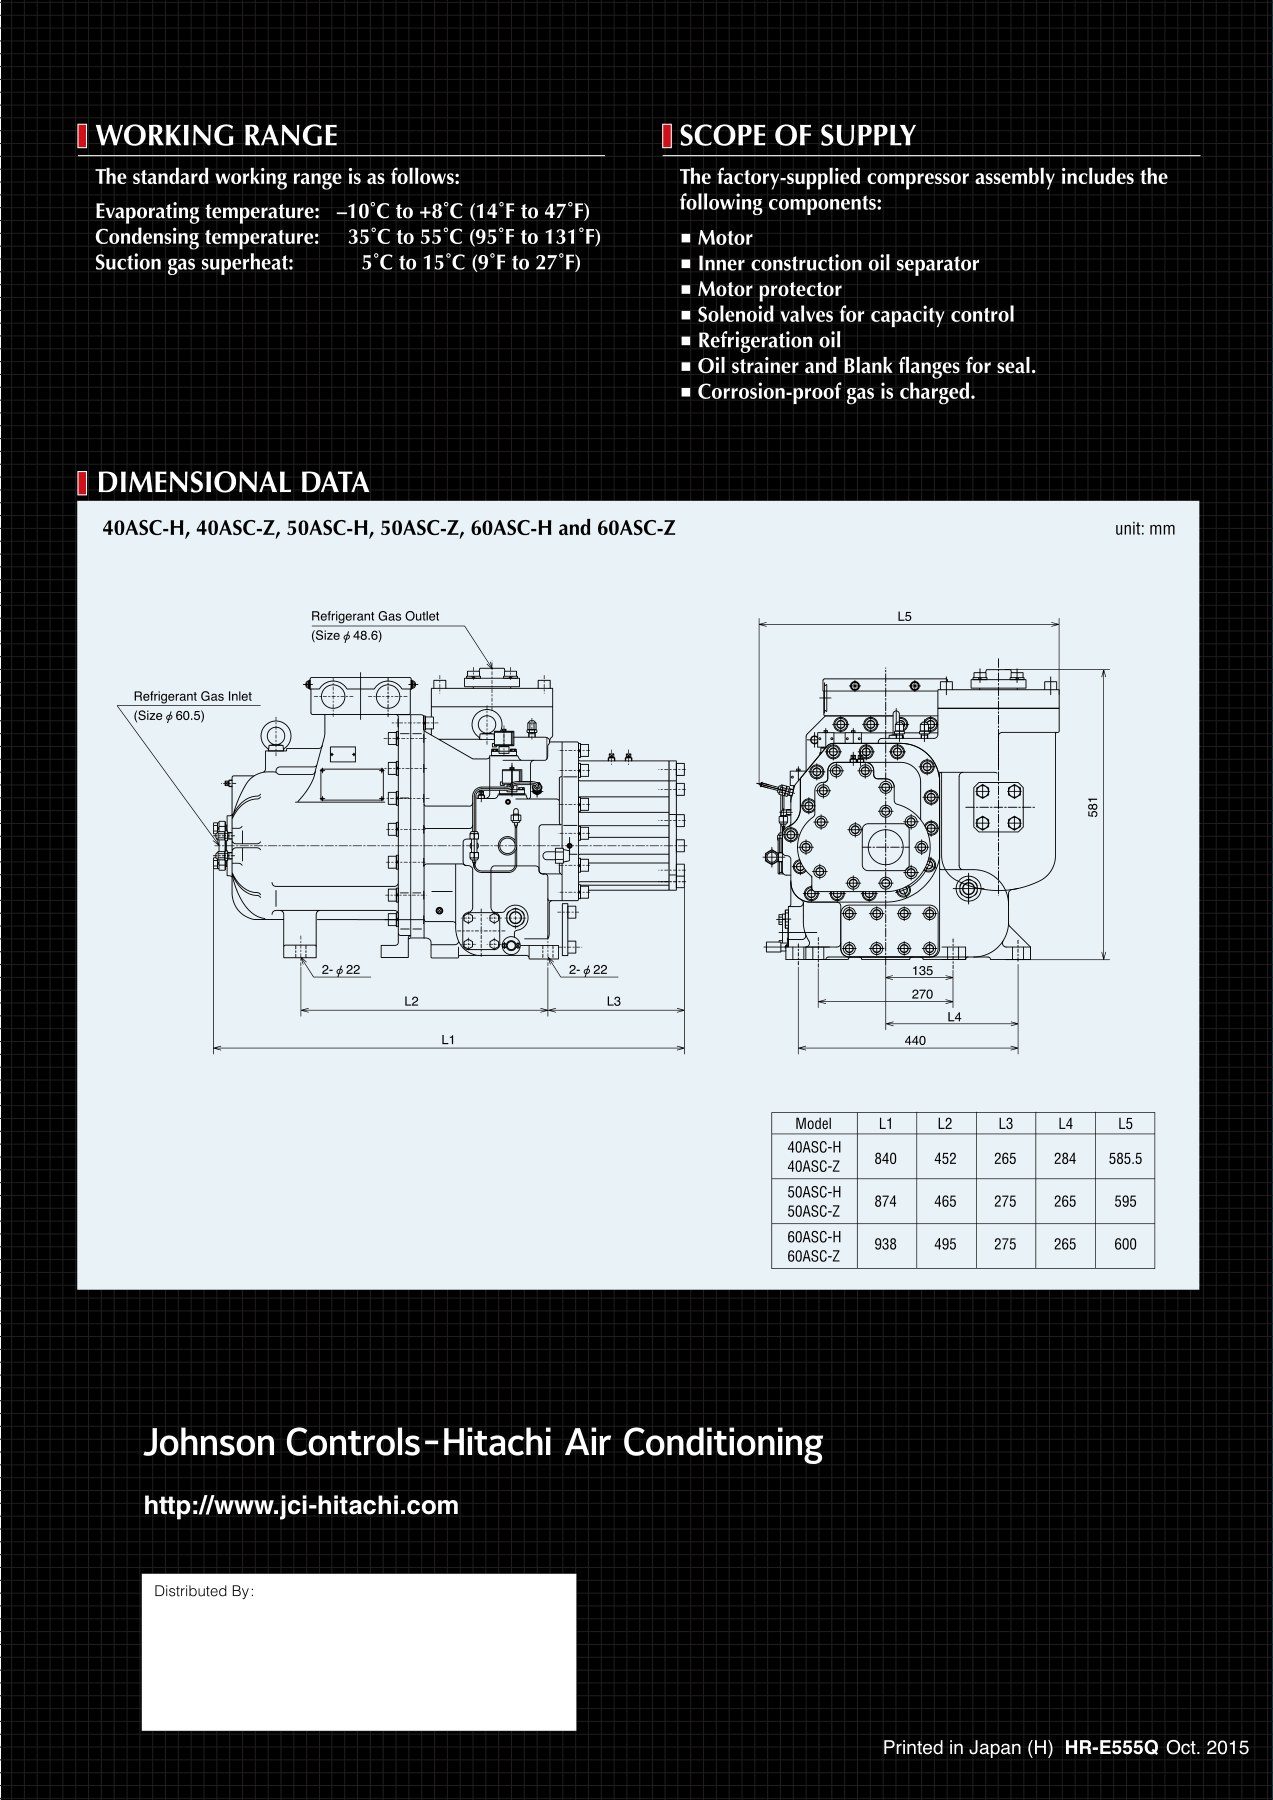 WORKING RANGE
The standard working range is as follows:
Evaporating temperature: –10˚C to +8˚C (14˚F to 47˚F)
Condensing temperature: 35˚C to 55˚C (95˚F to 131˚F)
Suction gas superheat: 5˚C to 15˚C (9˚F to 27˚F)
SCOPE OF SUPPLY
The factory-supplied compressor assembly includes the
following components:
■ Motor
■ Inner construction oil separator
■ Motor protector
■ Solenoid valves for capacity control
■ Refrigeration oil
■ Oil strainer and Blank flanges for seal.
■ Corrosion-proof gas is charged.
DIMENSIONAL DATA
40ASC-H, 40ASC-Z, 50ASC-H, 50ASC-Z, 60ASC-H and 60ASC-Z
unit: mm
Refrigerant Gas Outlet
(Size ϕ 48.6)
Refrigerant Gas Inlet
(Size ϕ 60.5)
2- ϕ 22
2- ϕ 22
L2
L3
L1
L5
581
135
270
L4
440
Model L1 L2 L3 L4 L5
40ASC-H
40ASC-Z
840 452 265 284 585.5
50ASC-H
50ASC-Z
874 465 275 265 595
60ASC-H
60ASC-Z
938 495 275 265 600
Johnson Controls-Hitachi Air Conditioning
http://www.jci-hitachi.com
Distributed By:
Printed in Japan (H) HR-E555Q Oct. 2015